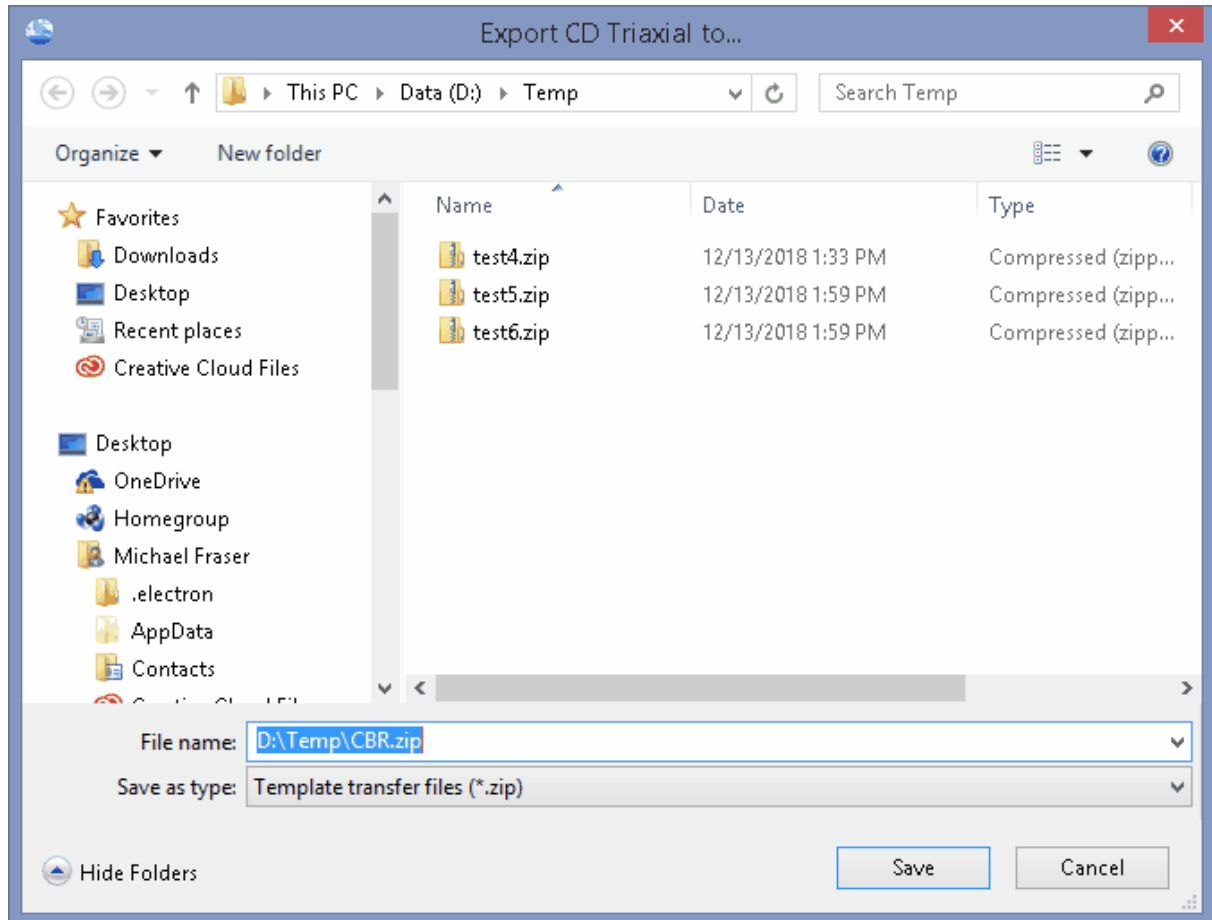 Export CD Triaxial to...
This PC Data (D:) Temp
Search Temp
Organize New folder
Favorites
Downloads
Desktop
Recent places
Creative Cloud Files
Desktop
OneDrive
Homegroup
Michael Fraser
.electron
AppData
Contacts
Name Date Type
test4.zip 12/13/2018 1:33 PM Compressed (zipp...
test5.zip 12/13/2018 1:59 PM Compressed (zipp...
test6.zip 12/13/2018 1:59 PM Compressed (zipp...
File name: D:\Temp\CBR.zip
Save as type: Template transfer files (*.zip)
Hide Folders
Save Cancel